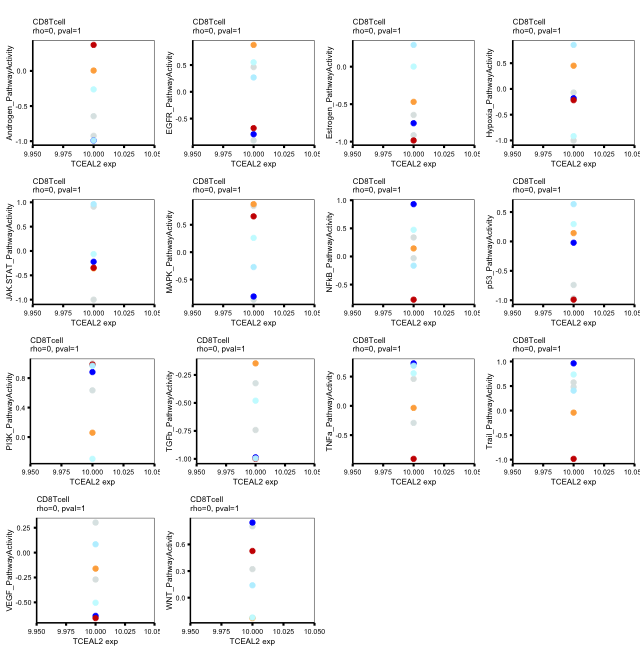 CD8Tcell
rho=0, pval=1
Androgen_PathwayActivity
0.0
-0.5
-1.0
9.950 9.975 10.000 10.025 10.05
TCEAL2 exp
CD8Tcell
rho=0, pval=1
EGFR_PathwayActivity
0.5
0.0
-0.5
9.950 9.975 10.000 10.025 10.05
TCEAL2 exp
CD8Tcell
rho=0, pval=1
Estrogen_PathwayActivity
0.0
-0.5
-1.0
9.950 9.975 10.000 10.025 10.05
TCEAL2 exp
CD8Tcell
rho=0, pval=1
Hypoxia_PathwayActivity
0.5
0.0
-0.5
-1.0
9.950 9.975 10.000 10.025 10.05
TCEAL2 exp
CD8Tcell
rho=0, pval=1
JAK.STAT_PathwayActivity
1.0
0.5
0.0
-0.5
-1.0
9.950 9.975 10.000 10.025 10.05
TCEAL2 exp
CD8Tcell
rho=0, pval=1
MAPK_PathwayActivity
0.5
0.0
-0.5
9.950 9.975 10.000 10.025 10.05
TCEAL2 exp
CD8Tcell
rho=0, pval=1
NFkB_PathwayActivity
1.0
0.5
0.0
-0.5
9.950 9.975 10.000 10.025 10.05
TCEAL2 exp
CD8Tcell
rho=0, pval=1
p53_PathwayActivity
0.5
0.0
-0.5
-1.0
9.950 9.975 10.000 10.025 10.05
TCEAL2 exp
CD8Tcell
rho=0, pval=1
PI3K_PathwayActivity
0.8
0.4
0.0
9.950 9.975 10.000 10.025 10.05
TCEAL2 exp
CD8Tcell
rho=0, pval=1
TGFb_PathwayActivity
-0.25
-0.50
-0.75
-1.00
9.950 9.975 10.000 10.025 10.05
TCEAL2 exp
CD8Tcell
rho=0, pval=1
TNFa_PathwayActivity
0.5
0.0
-0.5
9.950 9.975 10.000 10.025 10.05
TCEAL2 exp
CD8Tcell
rho=0, pval=1
Trail_PathwayActivity
1.0
0.5
0.0
-0.5
-1.0
9.950 9.975 10.000 10.025 10.05
TCEAL2 exp
CD8Tcell
rho=0, pval=1
VEGF_PathwayActivity
0.25
0.00
-0.25
-0.50
9.950 9.975 10.000 10.025 10.05
TCEAL2 exp
CD8Tcell
rho=0, pval=1
WNT_PathwayActivity
0.6
0.3
0.0
9.950 9.975 10.000 10.025 10.050
TCEAL2 exp